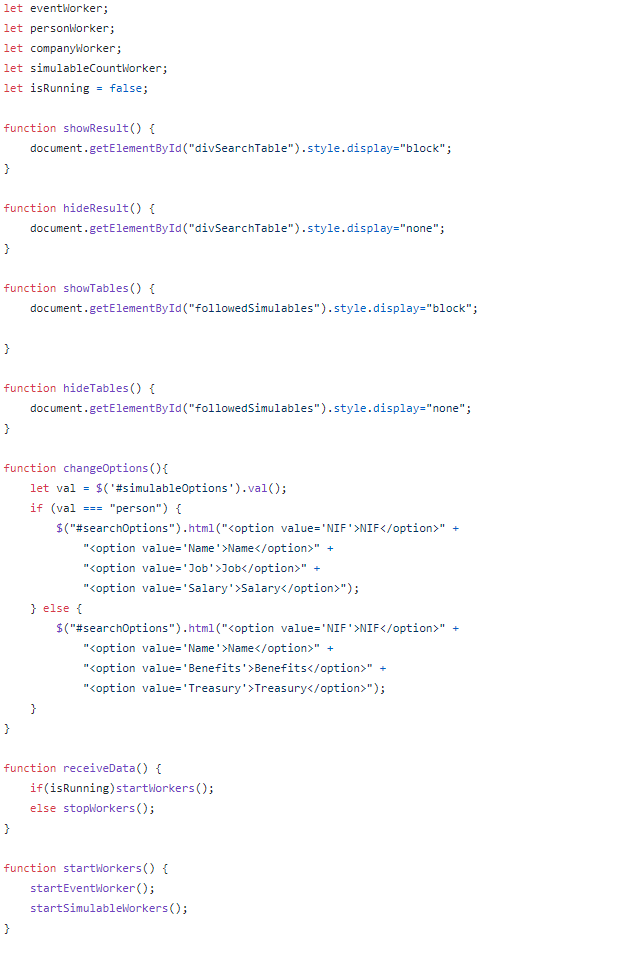 let eventWorker;
let personWorker;
let companyWorker;
let simulableCountWorker;
let isRunning = false;

function showResult() {
    document.getElementById("divSearchTable").style.display="block";
}

function hideResult() {
    document.getElementById("divSearchTable").style.display="none";
}

function showTables() {
    document.getElementById("followedSimulables").style.display="block";

}

function hideTables() {
    document.getElementById("followedSimulables").style.display="none";
}

function changeOptions(){
    let val = $('#simulableOptions').val();
    if (val === "person") {
        $("#searchOptions").html("<option value='NIF'>NIF</option>" +
            "<option value='Name'>Name</option>" +
            "<option value='Job'>Job</option>" +
            "<option value='Salary'>Salary</option>");
    } else {
        $("#searchOptions").html("<option value='NIF'>NIF</option>" +
            "<option value='Name'>Name</option>" +
            "<option value='Benefits'>Benefits</option>" +
            "<option value='Treasury'>Treasury</option>");
    }
}

function receiveData() {
    if(isRunning)startWorkers();
    else stopWorkers();
}

function startWorkers() {
    startEventWorker();
    startSimulableWorkers();
}